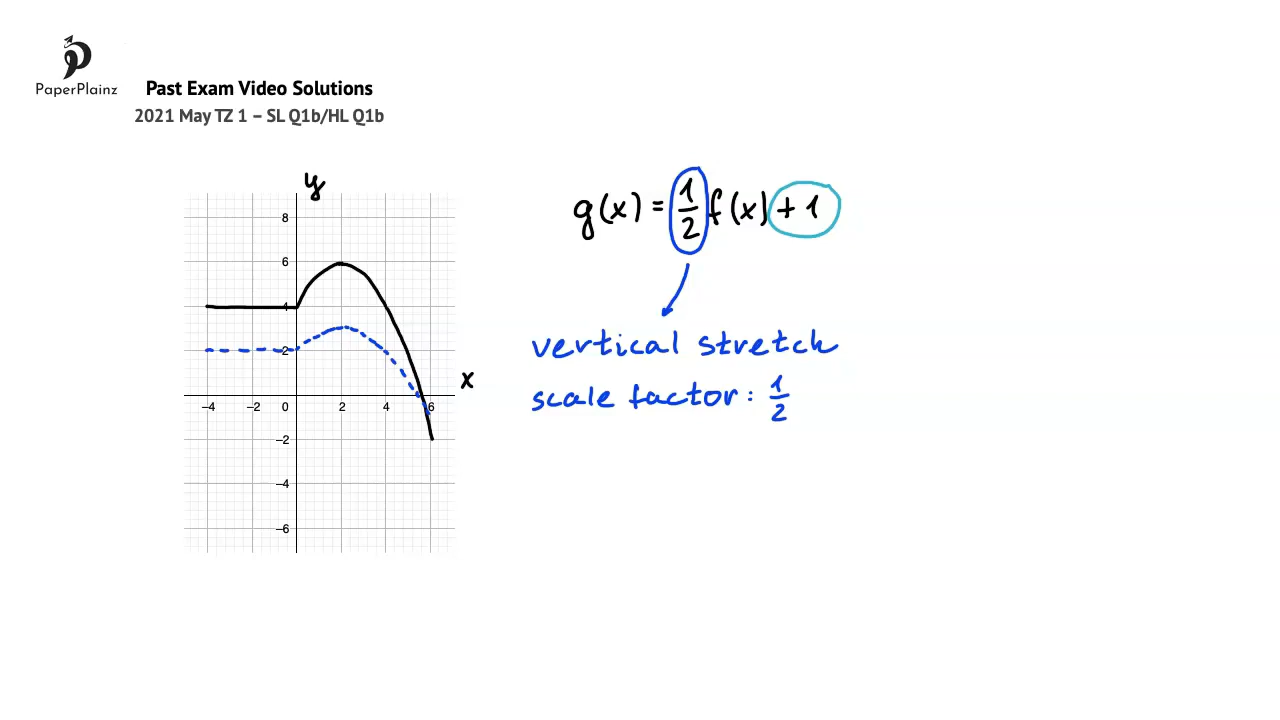 PaperPlainz
Past Exam Video Solutions
2021 May TZ 1 – SL Q1b/HL Q1b
y
8
6
4
2
x
−4 −2 0 2 4 6
−2
−4
−6
g(x) = 1/2 f(x) + 1
vertical stretch
scale factor: 1/2